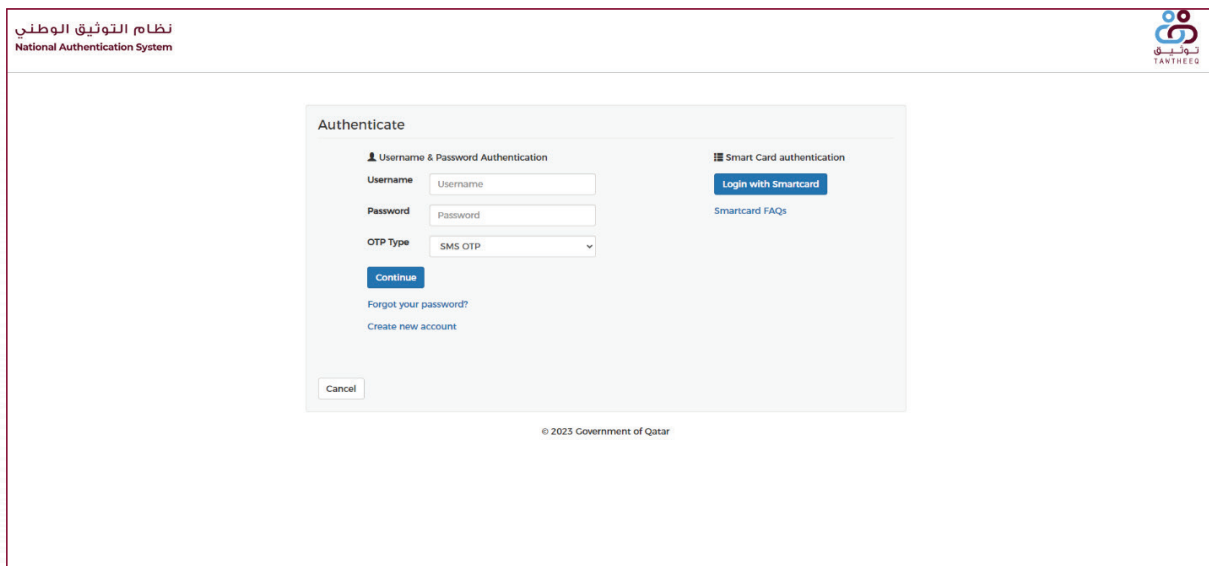 نظام التوثيق الوطني
National Authentication System
تـوثـيــق
TAWTHEEQ
Authenticate
Username & Password Authentication
Username
Username
Password
Password
OTP Type
SMS OTP
Continue
Forgot your password?
Create new account
Smart Card authentication
Login with Smartcard
Smartcard FAQs
Cancel
© 2023 Government of Qatar